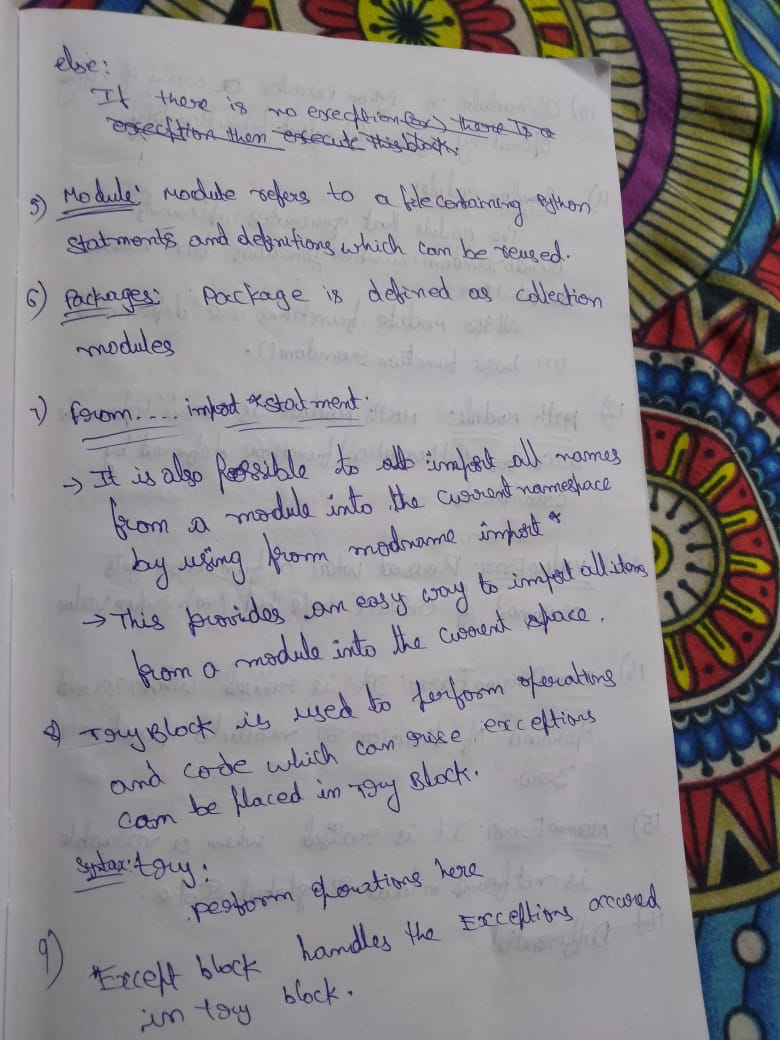 else:
If there is no exception (or) there is a
exception then execute this block.
5) Module: Module refers to a file containing Python
statments and definitions which can be reused.
6) Packages: Package is defined as collection
modules
7) from.... import * statment:
→ It is also possible to all import all names
from a module into the current namespace
by using from modname import *
→ This provides an easy way to import all items
from a module into the current space.
8) Try Block is used to perform operations
and code which can arise exceptions
can be placed in try Block.
Syntax: try:
perform operations here
9) *Except block handles the Exceptions occured
in try block.